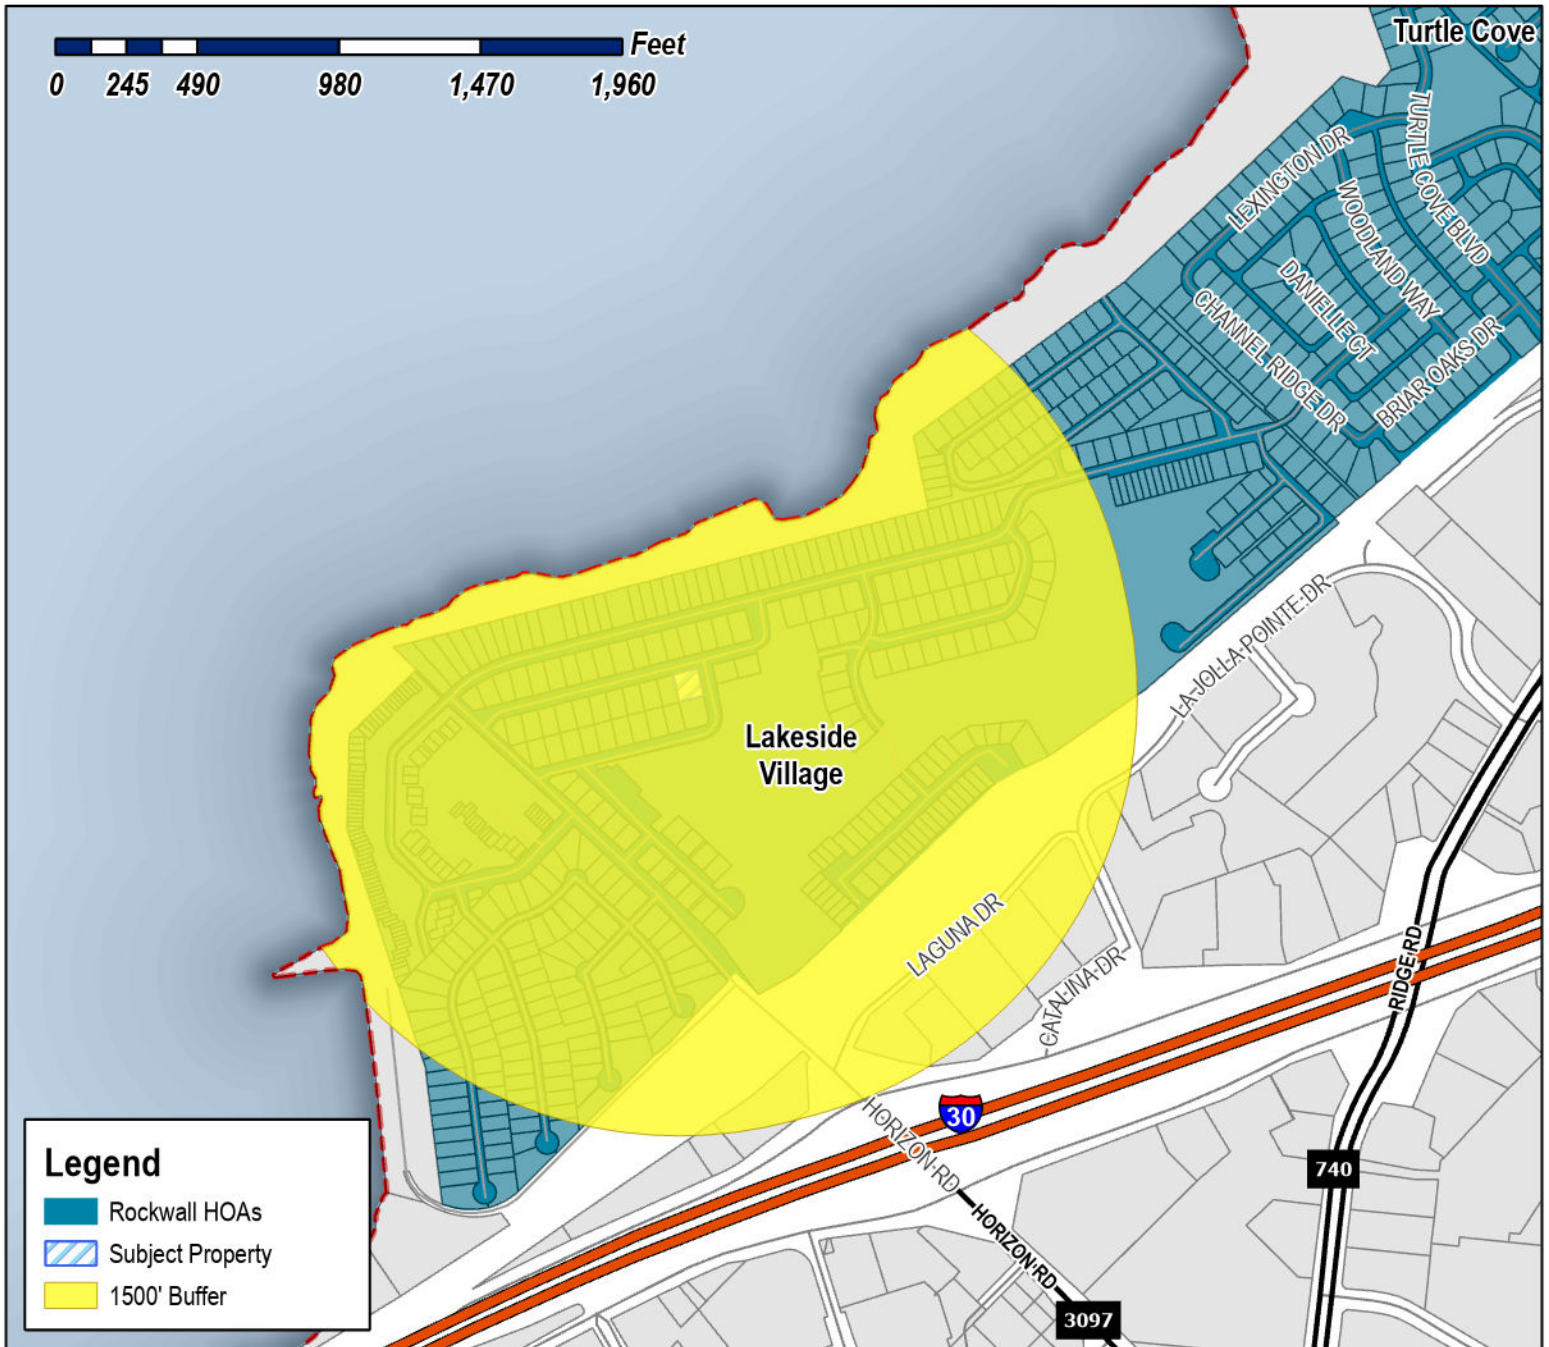 Feet
0 245 490 980 1,470 1,960
Turtle Cove
TURTLE COVE BLVD
LEXINGTON DR
WOODLAND WAY
DANIELLE CT
CHANNEL RIDGE DR
BRIAR OAKS DR
LA JOLLA POINTE DR
Lakeside
Village
LAGUNA DR
CATALINA DR
RIDGE RD
30
HORIZON RD
HORIZON RD
740
3097
Legend
Rockwall HOAs
Subject Property
1500' Buffer